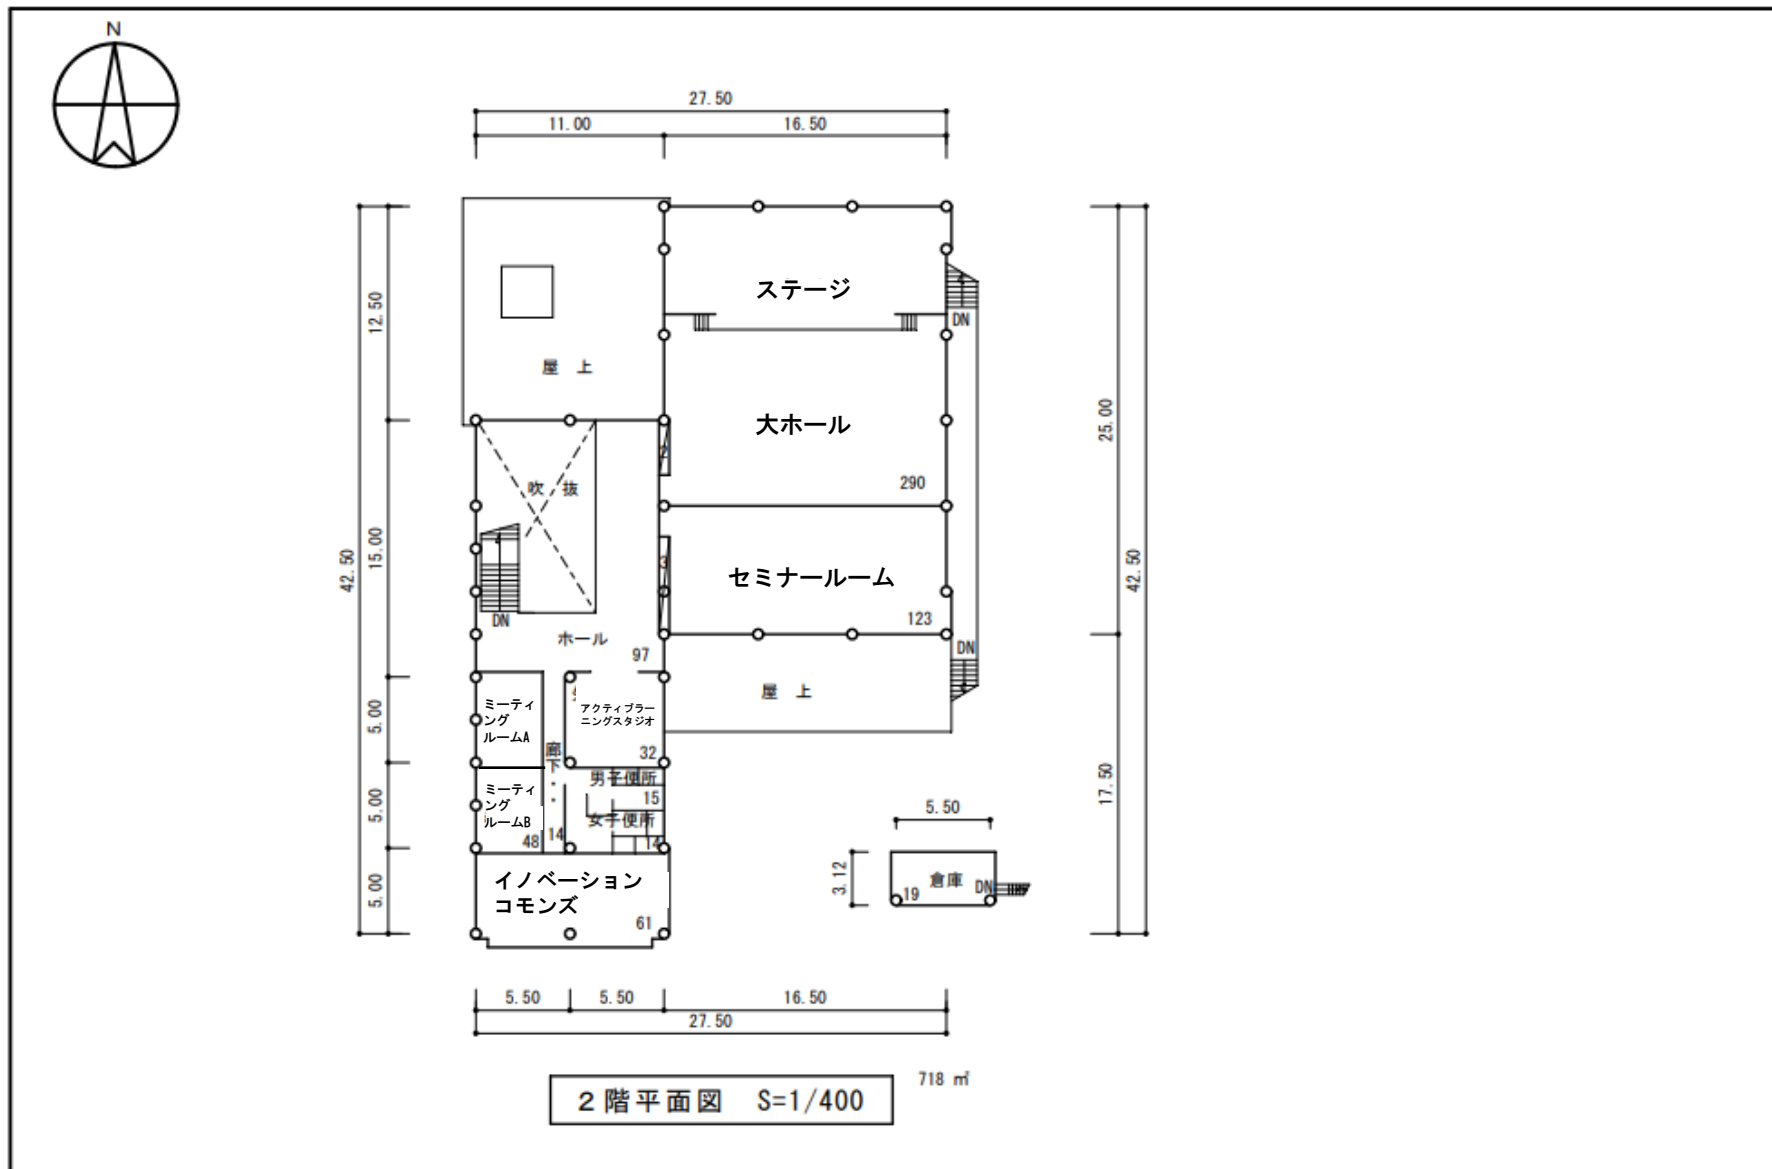 N
27.50
11.00
16.50
ステージ
DN
12.50
屋 上
大ホール
25.00
2
290
吹 抜
15.00
42.50
42.50
3
セミナールーム
DN
123
ホール
97
DN
屋 上
ミーティ
ング
ルームA
アクティブラー
ニングスタジオ
5.00
32
廊下
男子便所
15
17.50
ミーティ
ング
ルームB
5.00
48
14
女子便所
14
5.50
3.12
倉庫
DN
19
イノベーション
コモンズ
5.00
61
5.50
5.50
16.50
27.50
718 ㎡
2階平面図 S=1/400